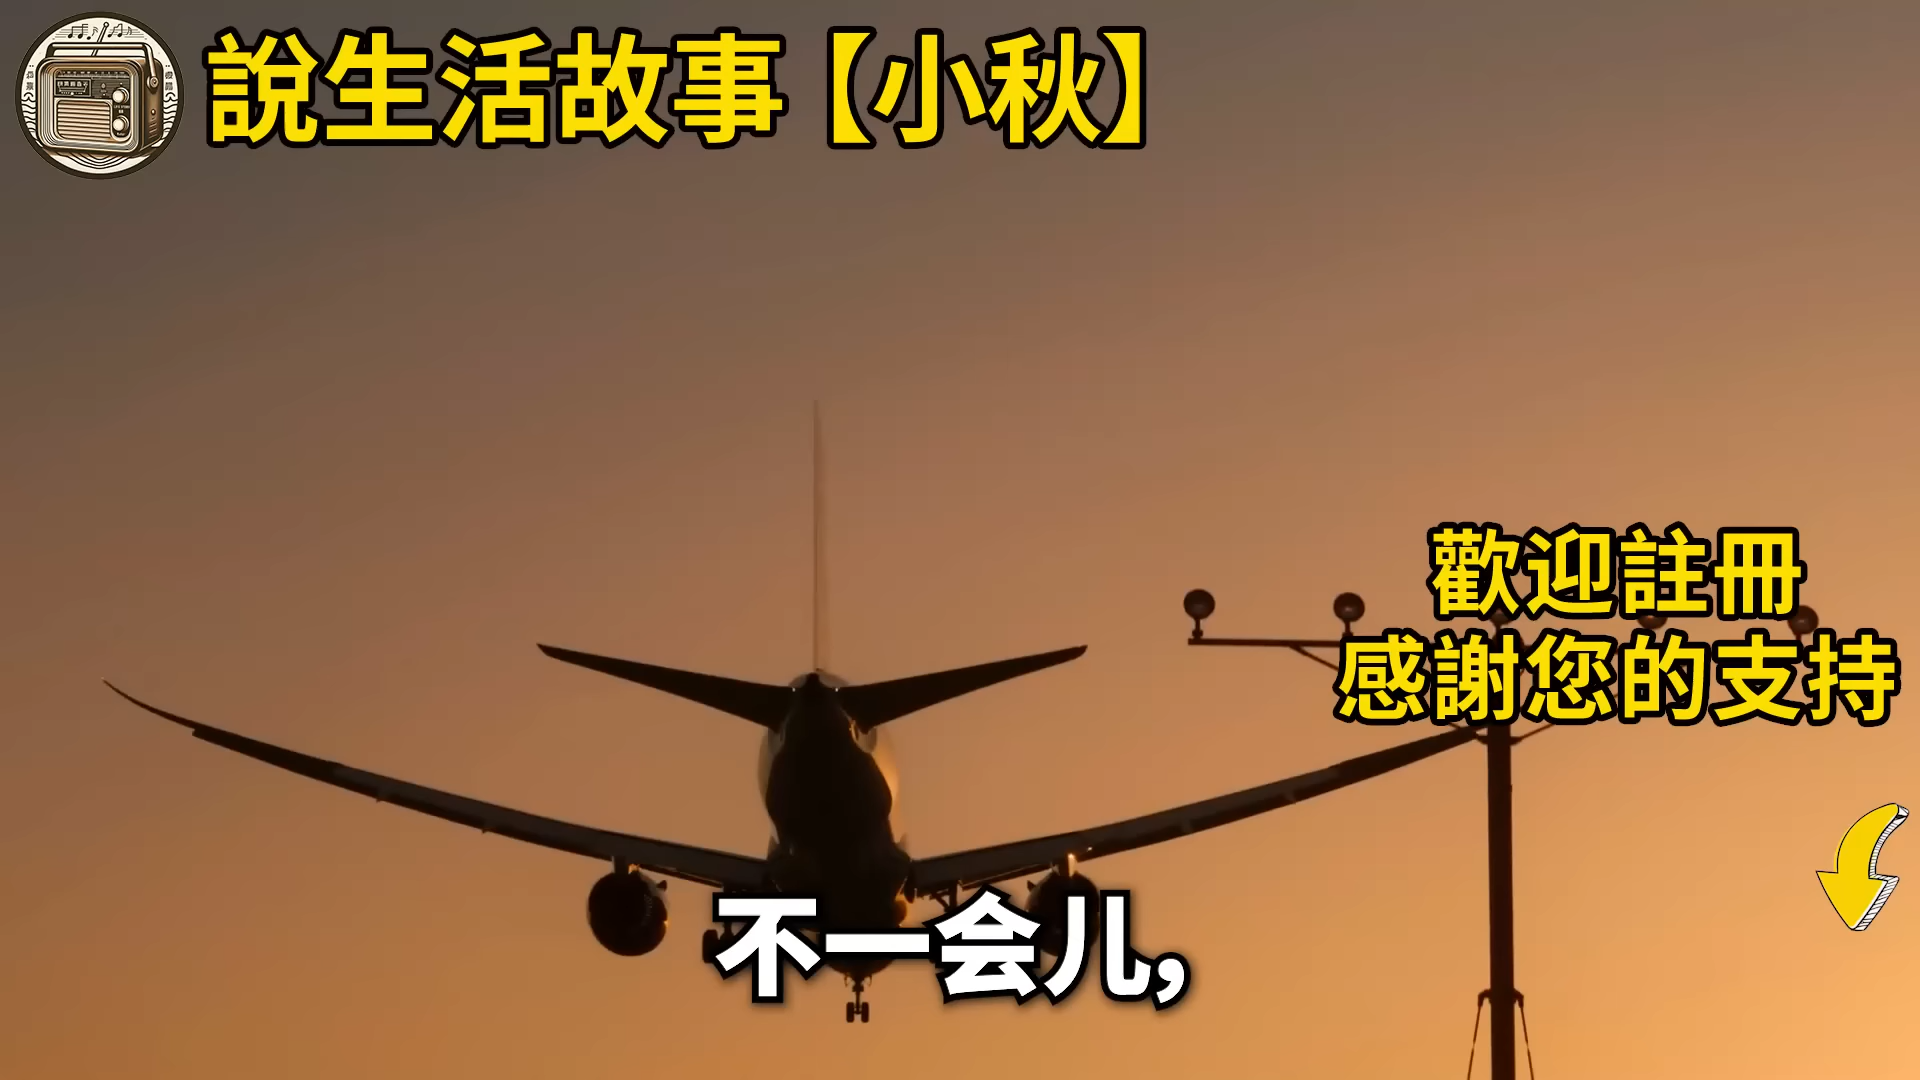 說生活故事【小秋】
歡迎註冊
感謝您的支持
不一会儿，